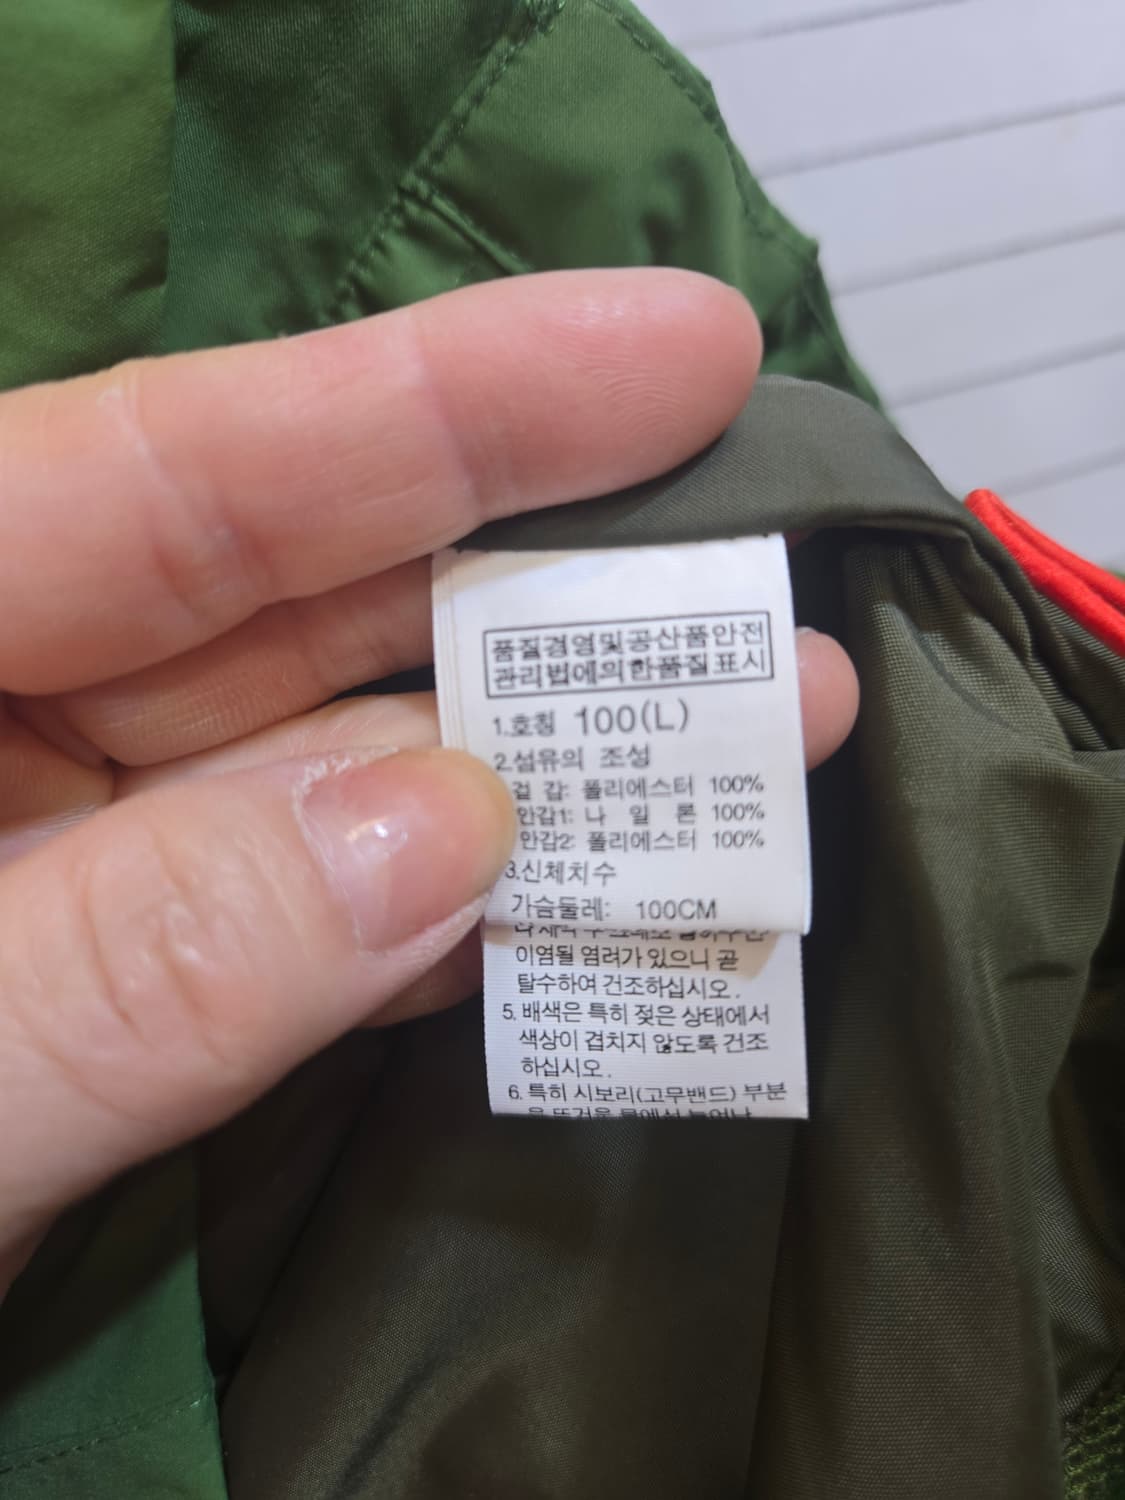 품질경영및공산품안전
관리법에의한품질표시
1.호칭 100(L)
2.섬유의 조성
겉 감: 폴리에스터 100%
안감1: 나 일 론 100%
안감2: 폴리에스터 100%
3.신체치수
가슴둘레: 100CM
이염될 염려가 있으니 곧
탈수하여 건조하십시오.
5. 배색은 특히 젖은 상태에서
색상이 겹치지 않도록 건조
하십시오.
6. 특히 시보리(고무밴드) 부분